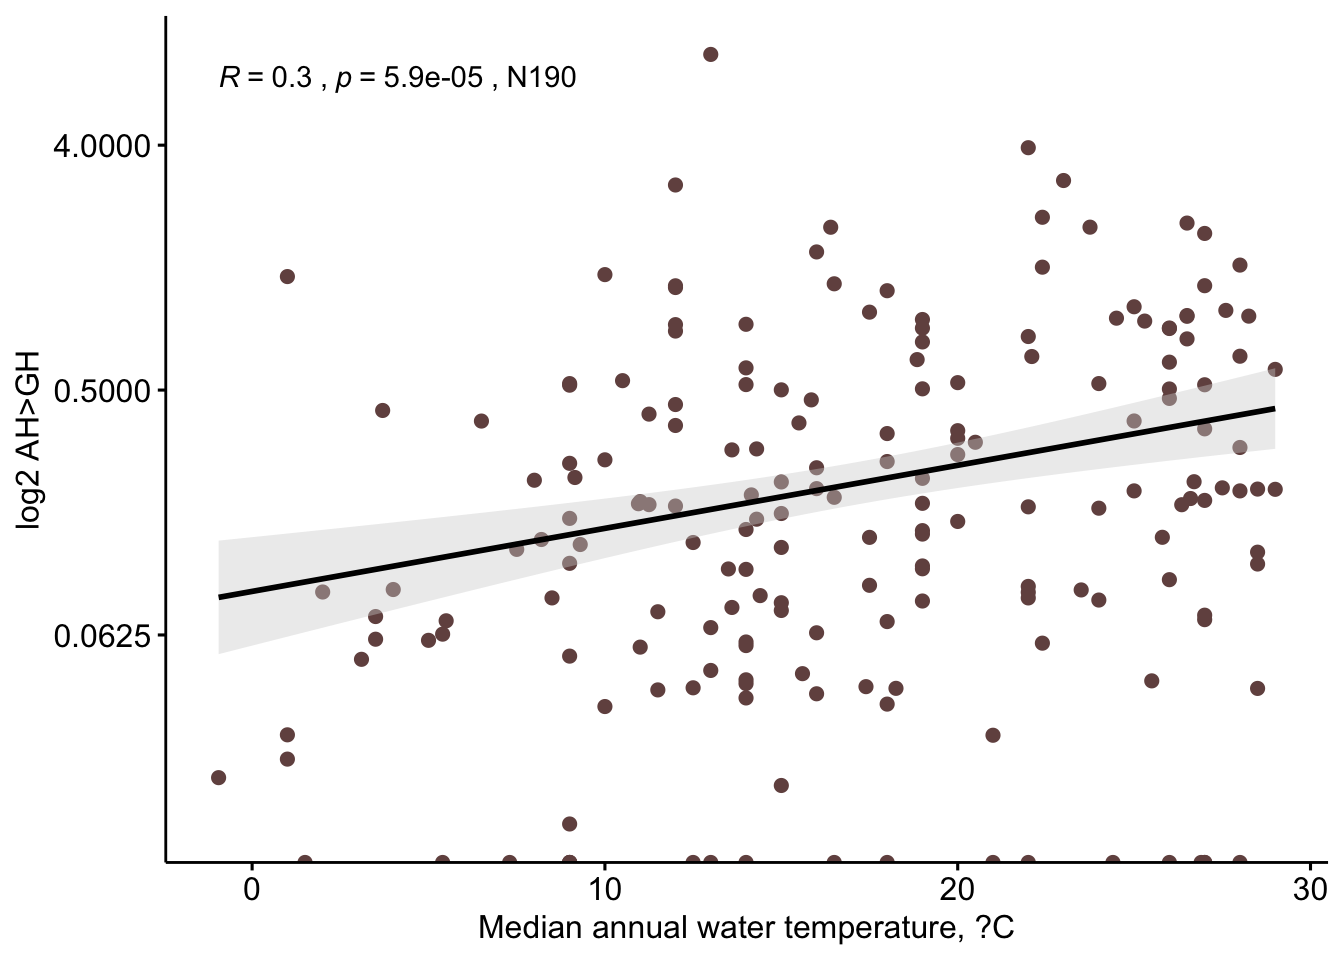 R = 0.3 , p = 5.9e-05 , N190
4.0000
0.5000
0.0625
log2 AH>GH
0 10 20 30
Median annual water temperature, ?C